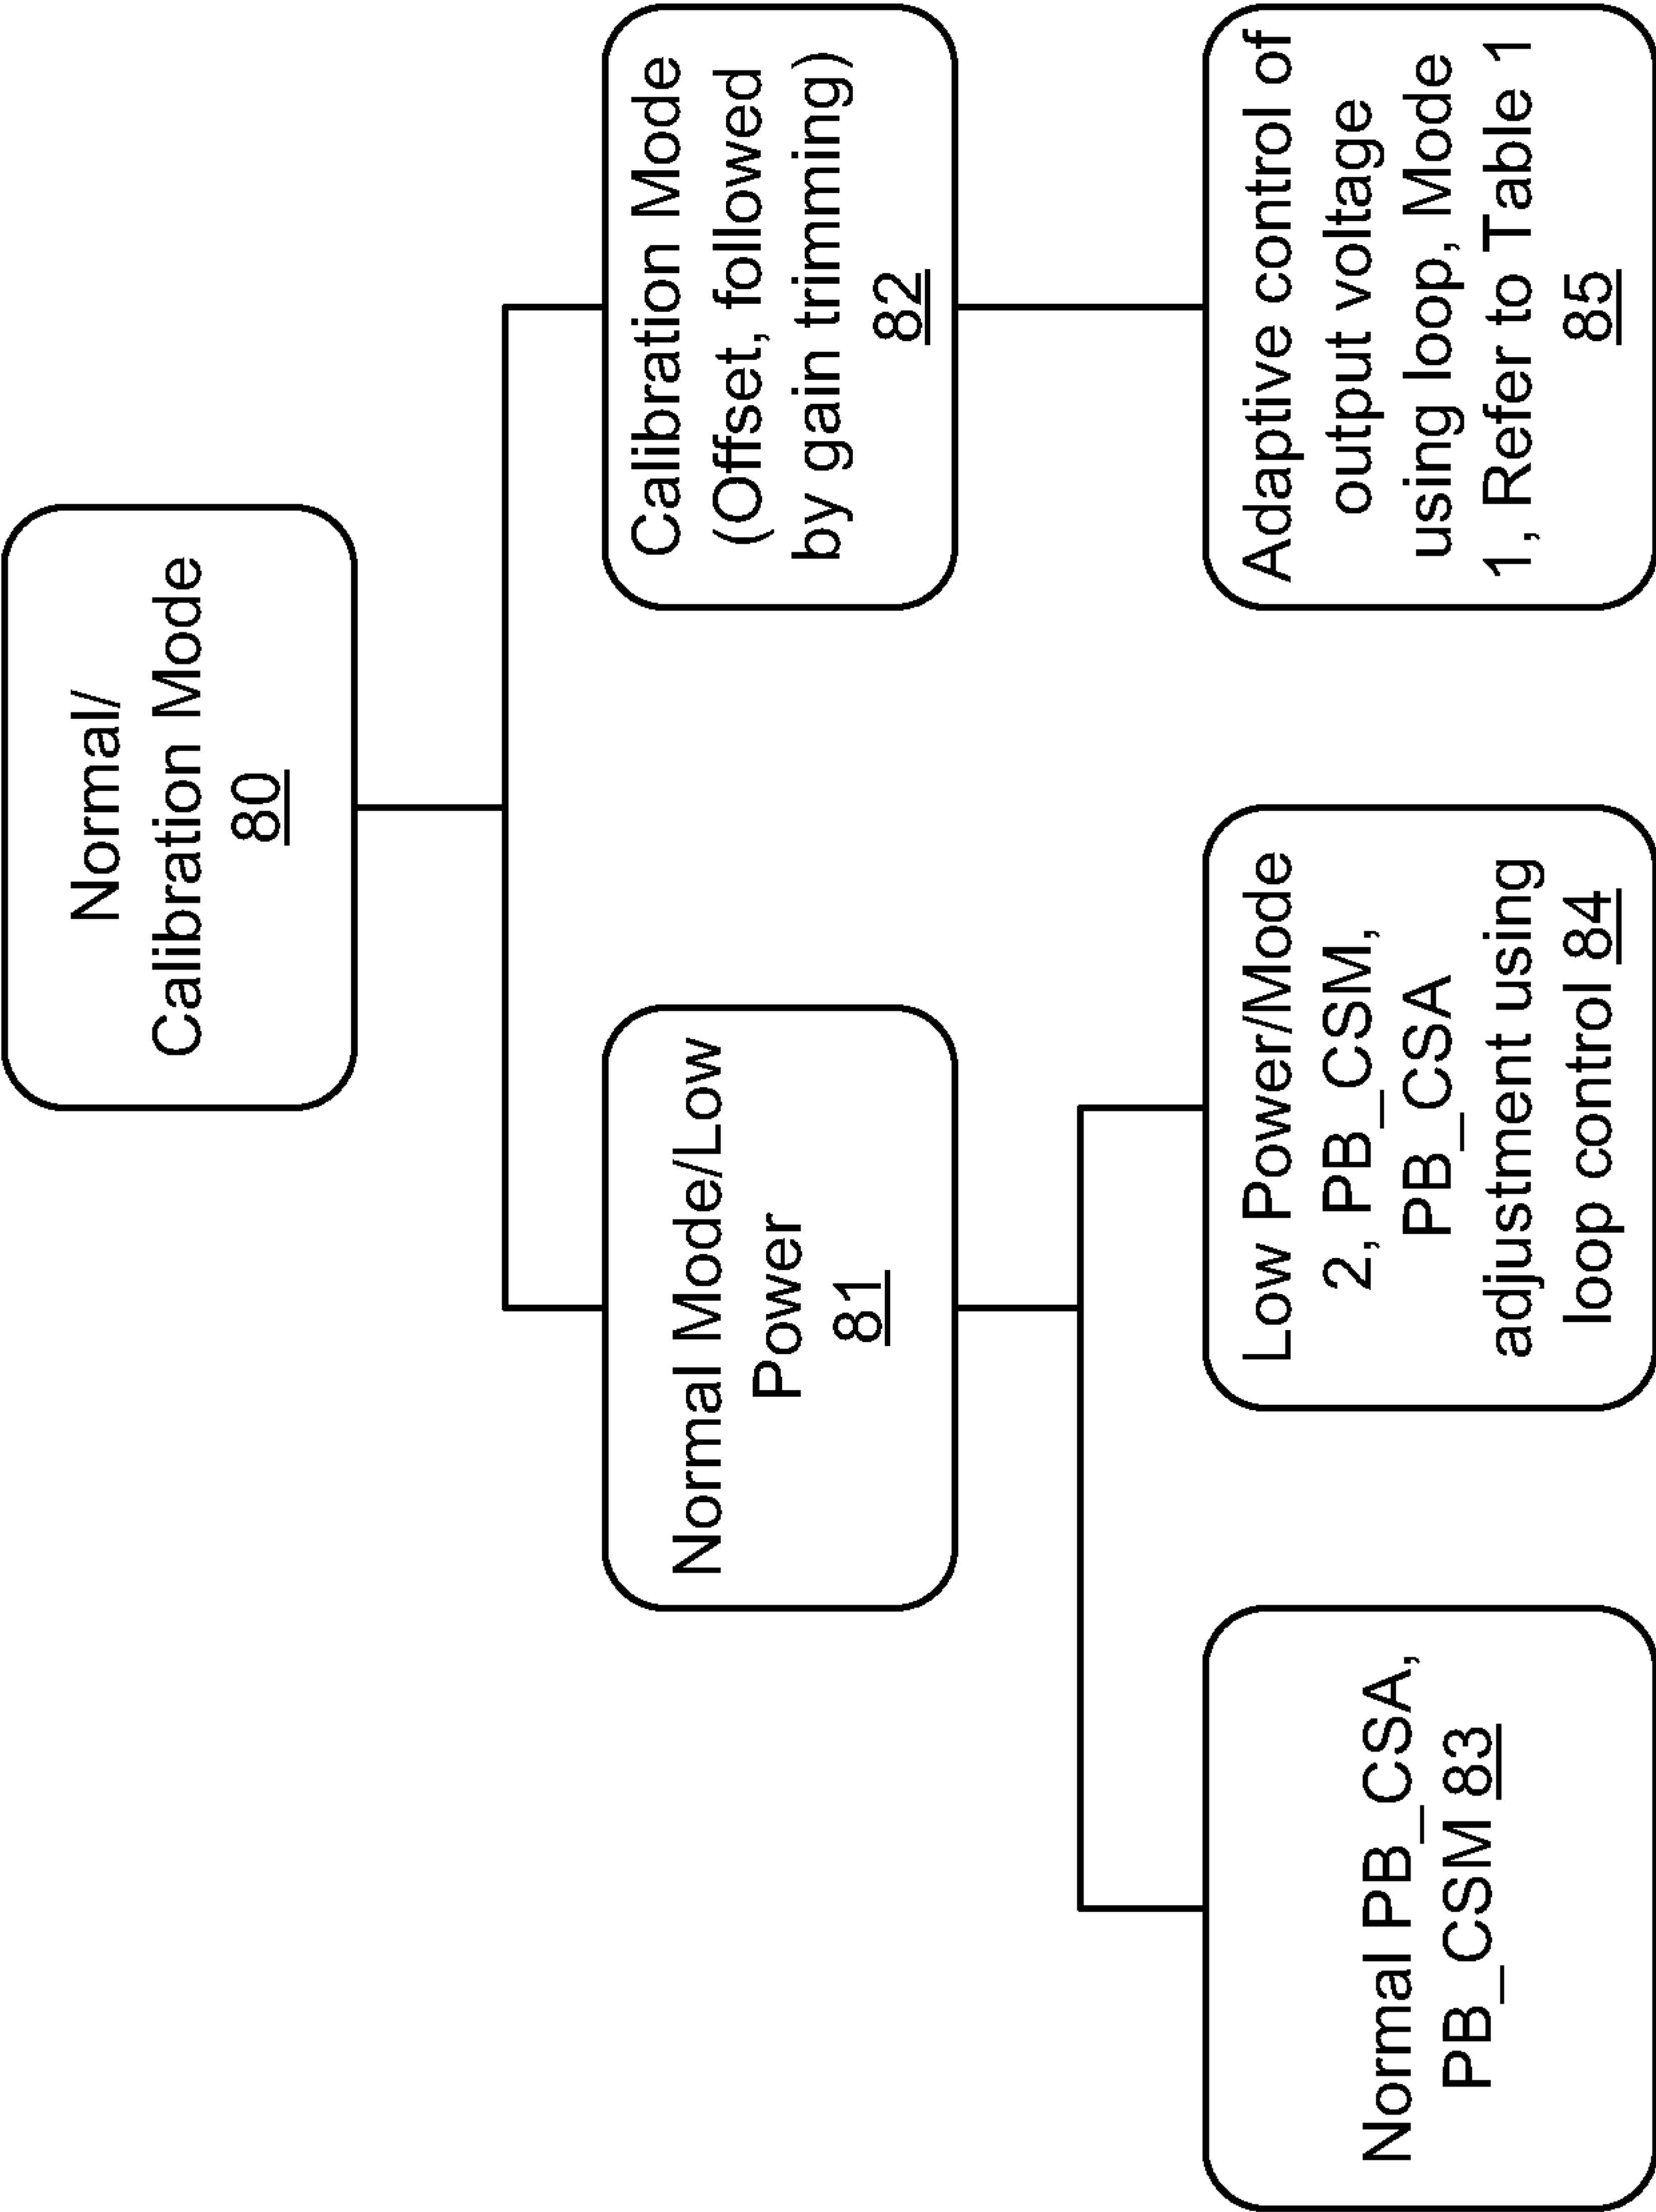 Normal/
Calibration Mode
80
Normal Mode/Low
Power
81
Calibration Mode
(Offset, followed
by gain trimming)
82
Normal PB_CSA,
PB_CSM 83
Low Power/Mode
2, PB_CSM,
PB_CSA
adjustment using
loop control 84
Adaptive control of
output voltage
using loop, Mode
1, Refer to Table 1
85